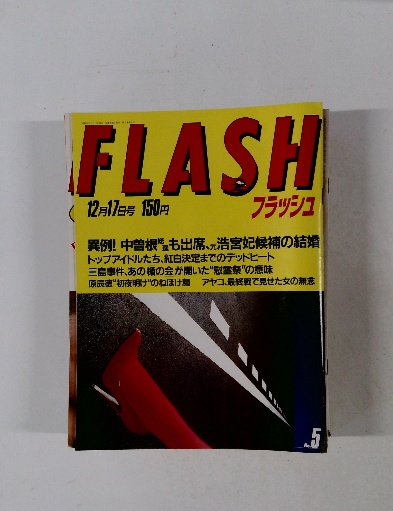 FLASH
フラッシュ
12月17日号 150円
異例! 中曽根総理も出席、元浩宮妃候補の結婚
トップアイドルたち、紅白決定までのデットヒート
三島事件、あの楯の会が開いた“慰霊祭”の意味
原辰徳“初夜明け”のねぼけ顔 アヤコ、最終戦で見せた女の無念
No.5